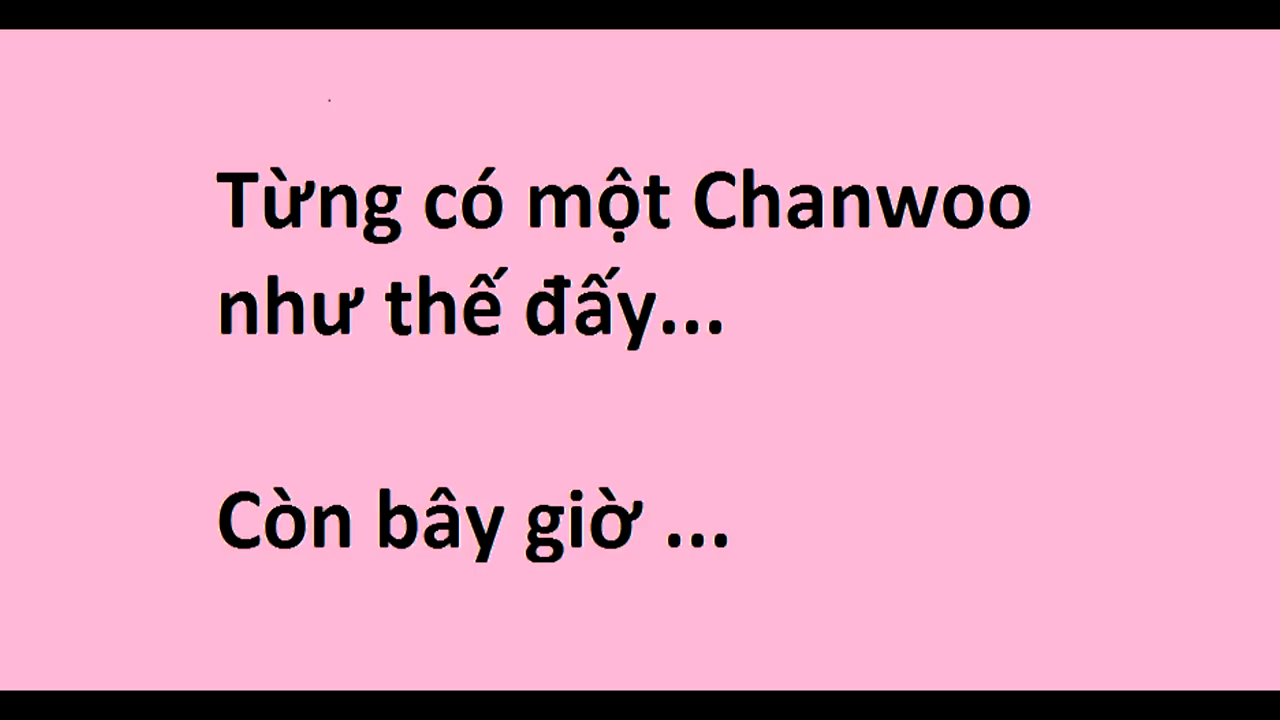 Từng có một Chanwoo
như thế đấy...
Còn bây giờ ...